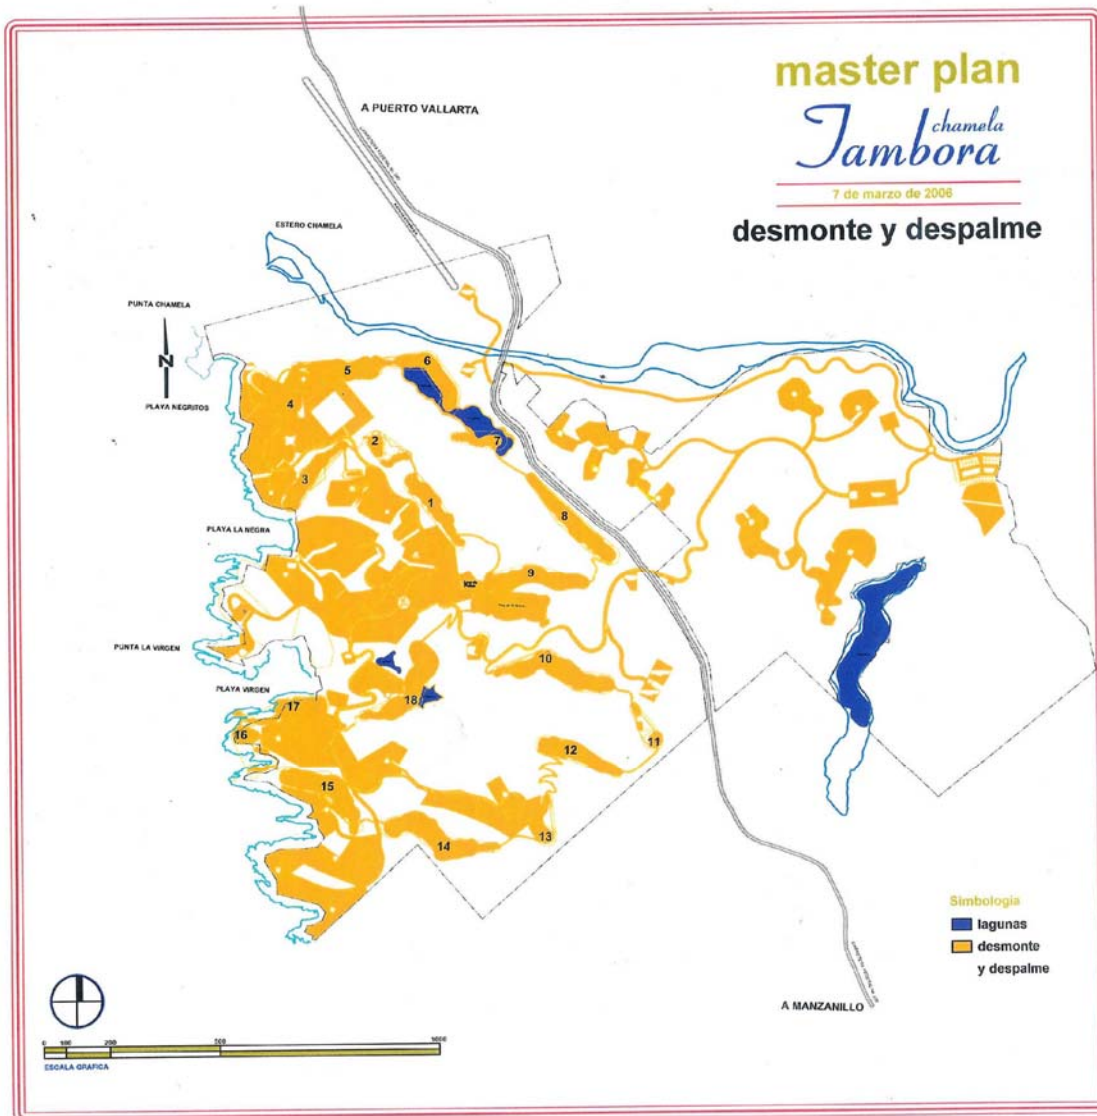 master plan
chamela
Tambora
7 de marzo de 2006
desmonte y despalme
A PUERTO VALLARTA
ESTERO CHAMELA
PUNTA CHAMELA
N
PLAYA NEGRITOS
6
5
4
2
7
3
1
PLAYA LA NEGRA
8
9
PUNTA LA VIRGEN
10
PLAYA VIRGEN
18
17
16
11
12
15
13
14
Simbología
lagunas
desmonte
y despalme
A MANZANILLO
0 100 200 500 1000
ESCALA GRAFICA